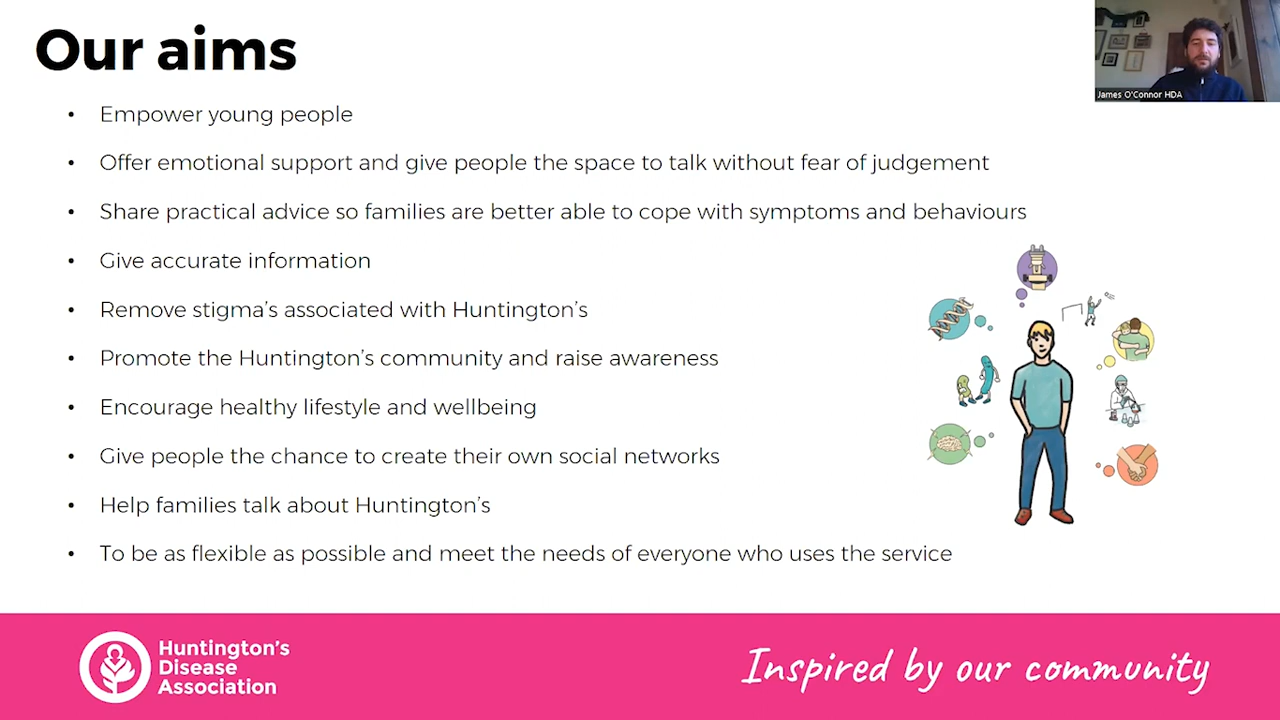 Our aims
James O'Connor HDA
• Empower young people
• Offer emotional support and give people the space to talk without fear of judgement
• Share practical advice so families are better able to cope with symptoms and behaviours
• Give accurate information
• Remove stigma's associated with Huntington's
• Promote the Huntington's community and raise awareness
• Encourage healthy lifestyle and wellbeing
• Give people the chance to create their own social networks
• Help families talk about Huntington's
• To be as flexible as possible and meet the needs of everyone who uses the service
Huntington's
Disease
Association
Inspired by our community